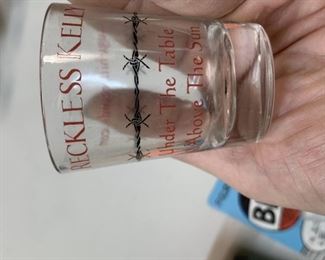 RECKLESS KELLY
Under The Table
Above The Sun